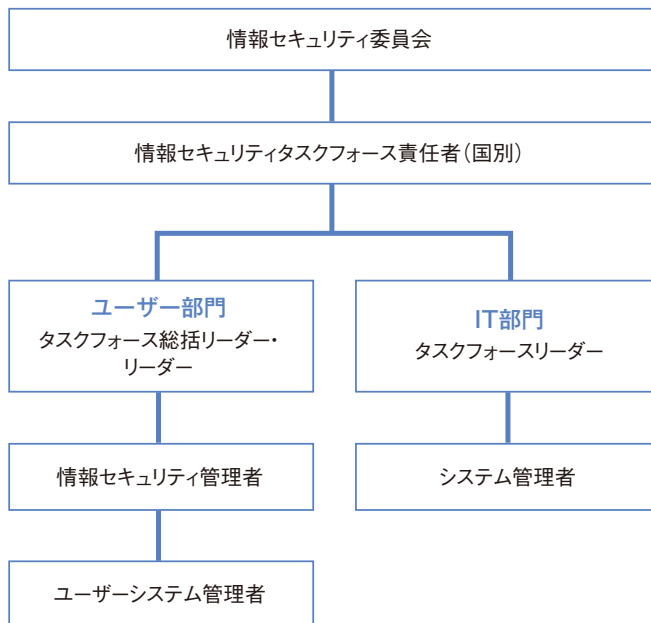 情報セキュリティ委員会
情報セキュリティタスクフォース責任者（国別）
ユーザー部門
タスクフォース総括リーダー・
リーダー
IT部門
タスクフォースリーダー
情報セキュリティ管理者
システム管理者
ユーザーシステム管理者